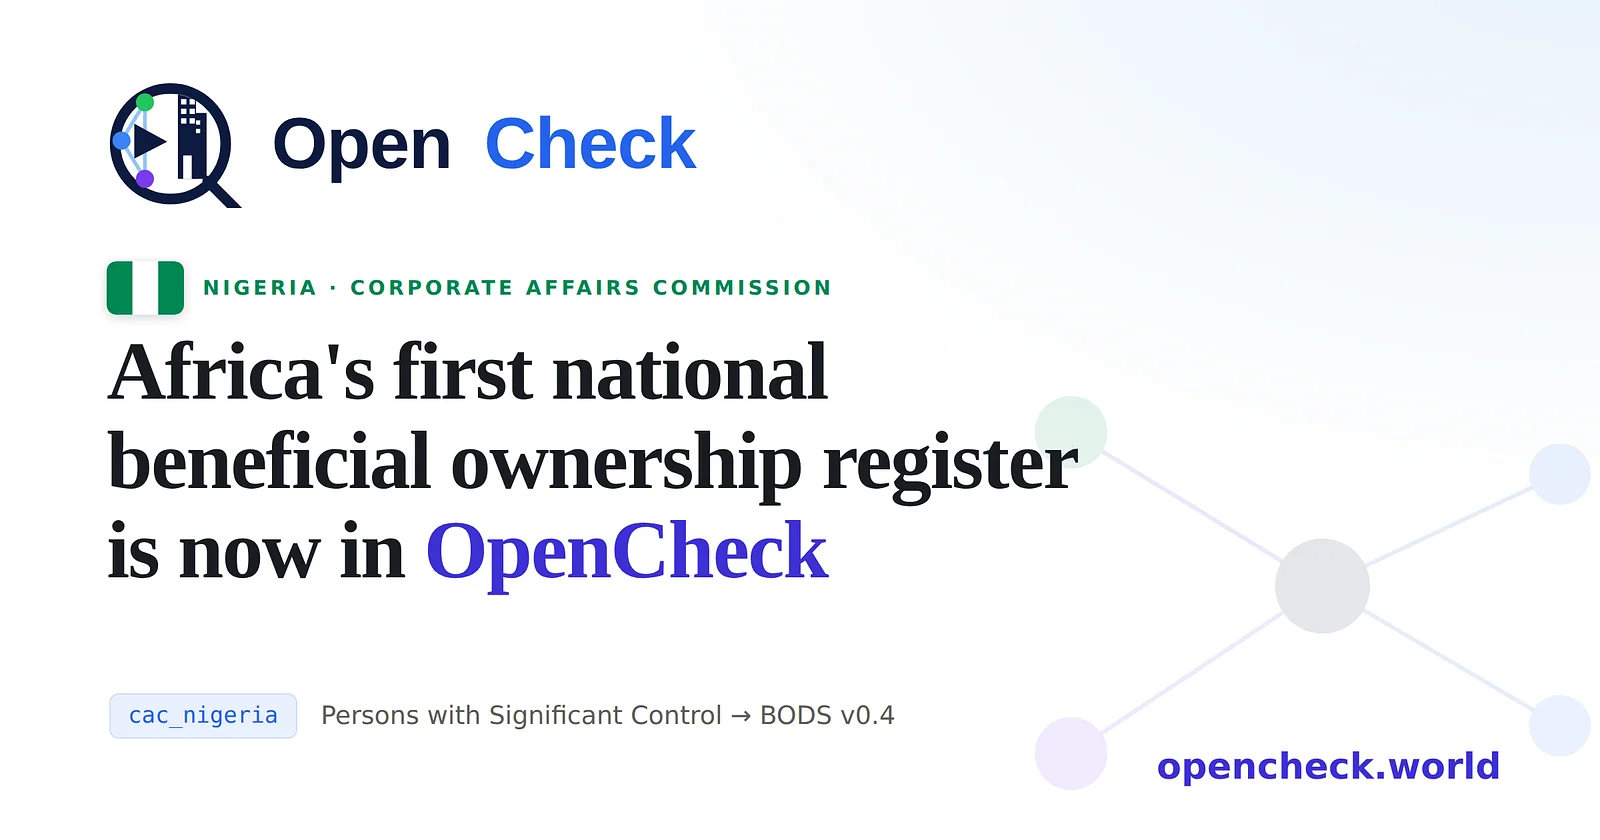 Open Check
NIGERIA · CORPORATE AFFAIRS COMMISSION
Africa's first national
beneficial ownership register
is now in OpenCheck
cac_nigeria Persons with Significant Control → BODS v0.4
opencheck.world